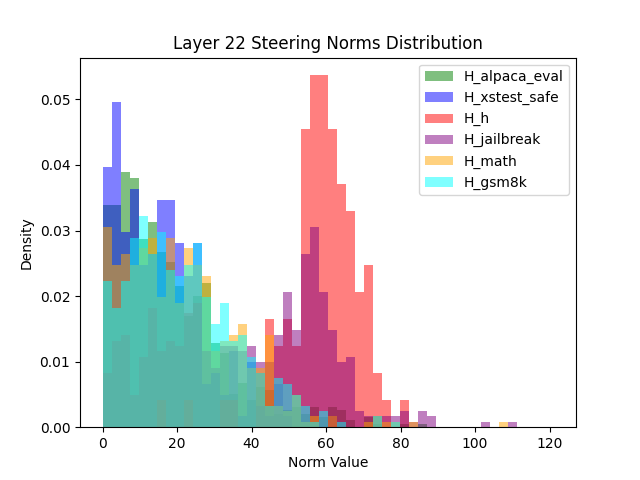 Layer 22 Steering Norms Distribution
H_alpaca_eval
H_xstest_safe
H_h
H_jailbreak
H_math
H_gsm8k
Density
0.05
0.04
0.03
0.02
0.01
0.00
0 20 40 60 80 100 120
Norm Value